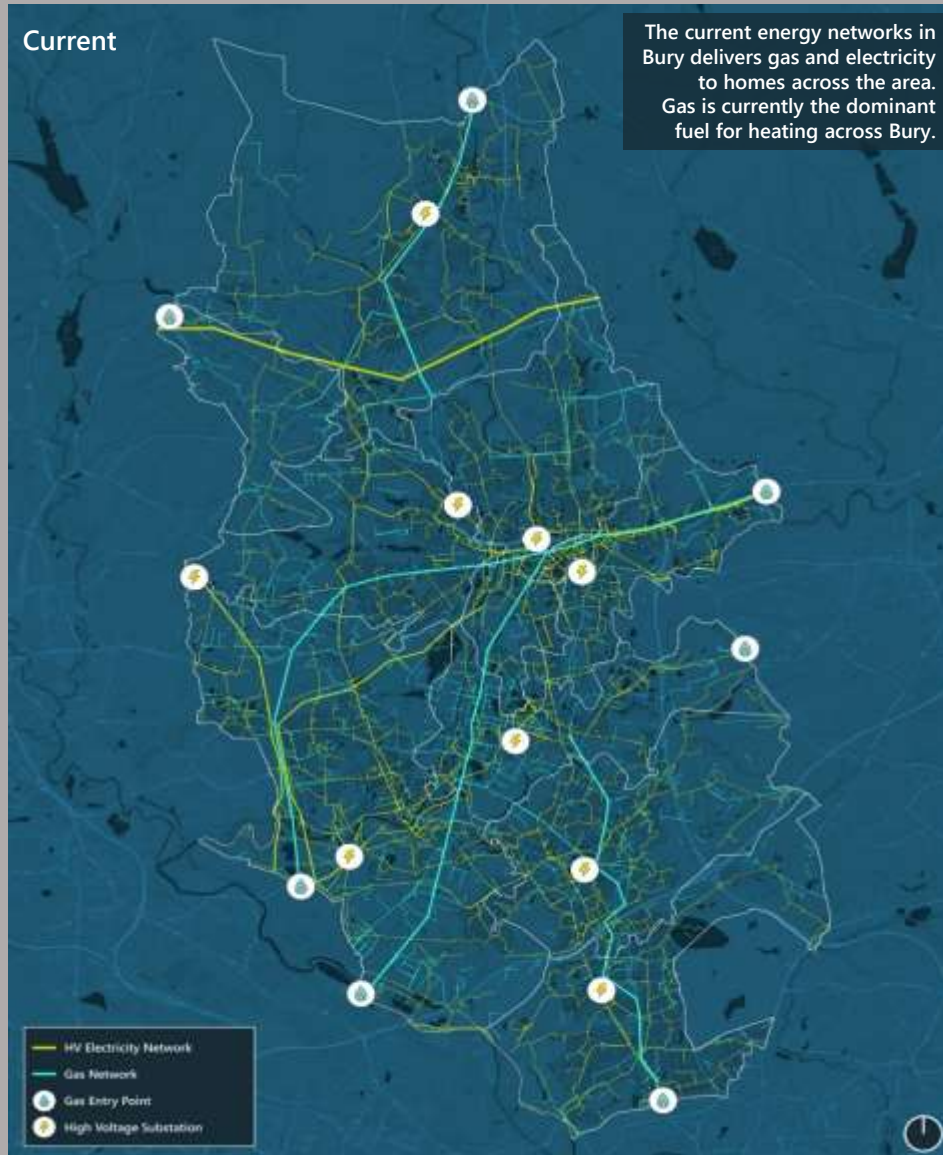 Current
The current energy networks in
Bury delivers gas and electricity
to homes across the area.
Gas is currently the dominant
fuel for heating across Bury.
HV Electricity Network
Gas Network
Gas Entry Point
High Voltage Substation